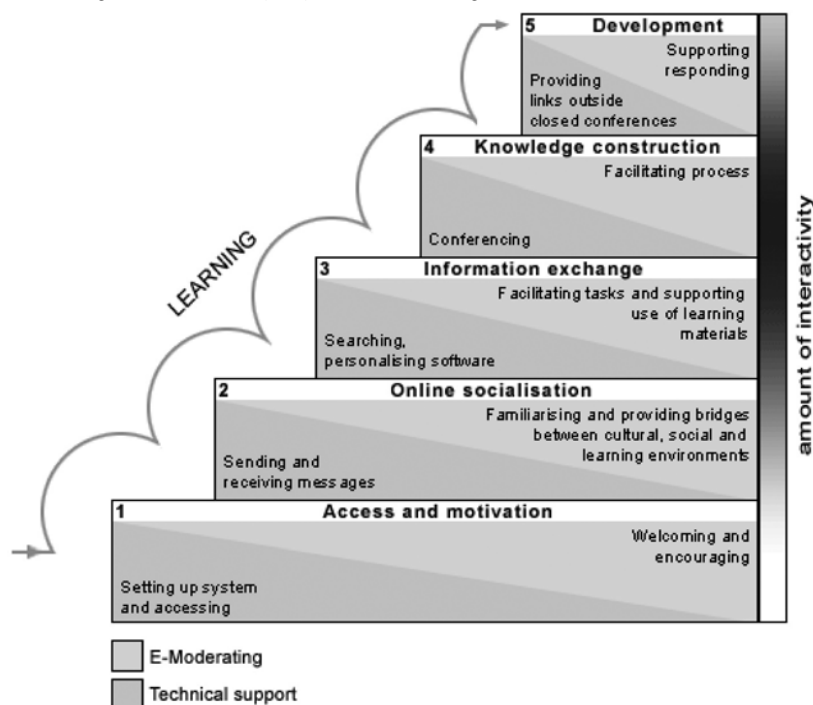 5 Development
Supporting
responding
Providing
links outside
closed conferences
4 Knowledge construction
Facilitating process
Conferencing
3 Information exchange
Facilitating tasks and supporting
use of learning
materials
Searching,
personalising software
2 Online socialisation
Familiarising and providing bridges
between cultural, social and
learning environments
Sending and
receiving messages
1 Access and motivation
Welcoming and
encouraging
Setting up system
and accessing
LEARNING
amount of interactivity
E-Moderating
Technical support